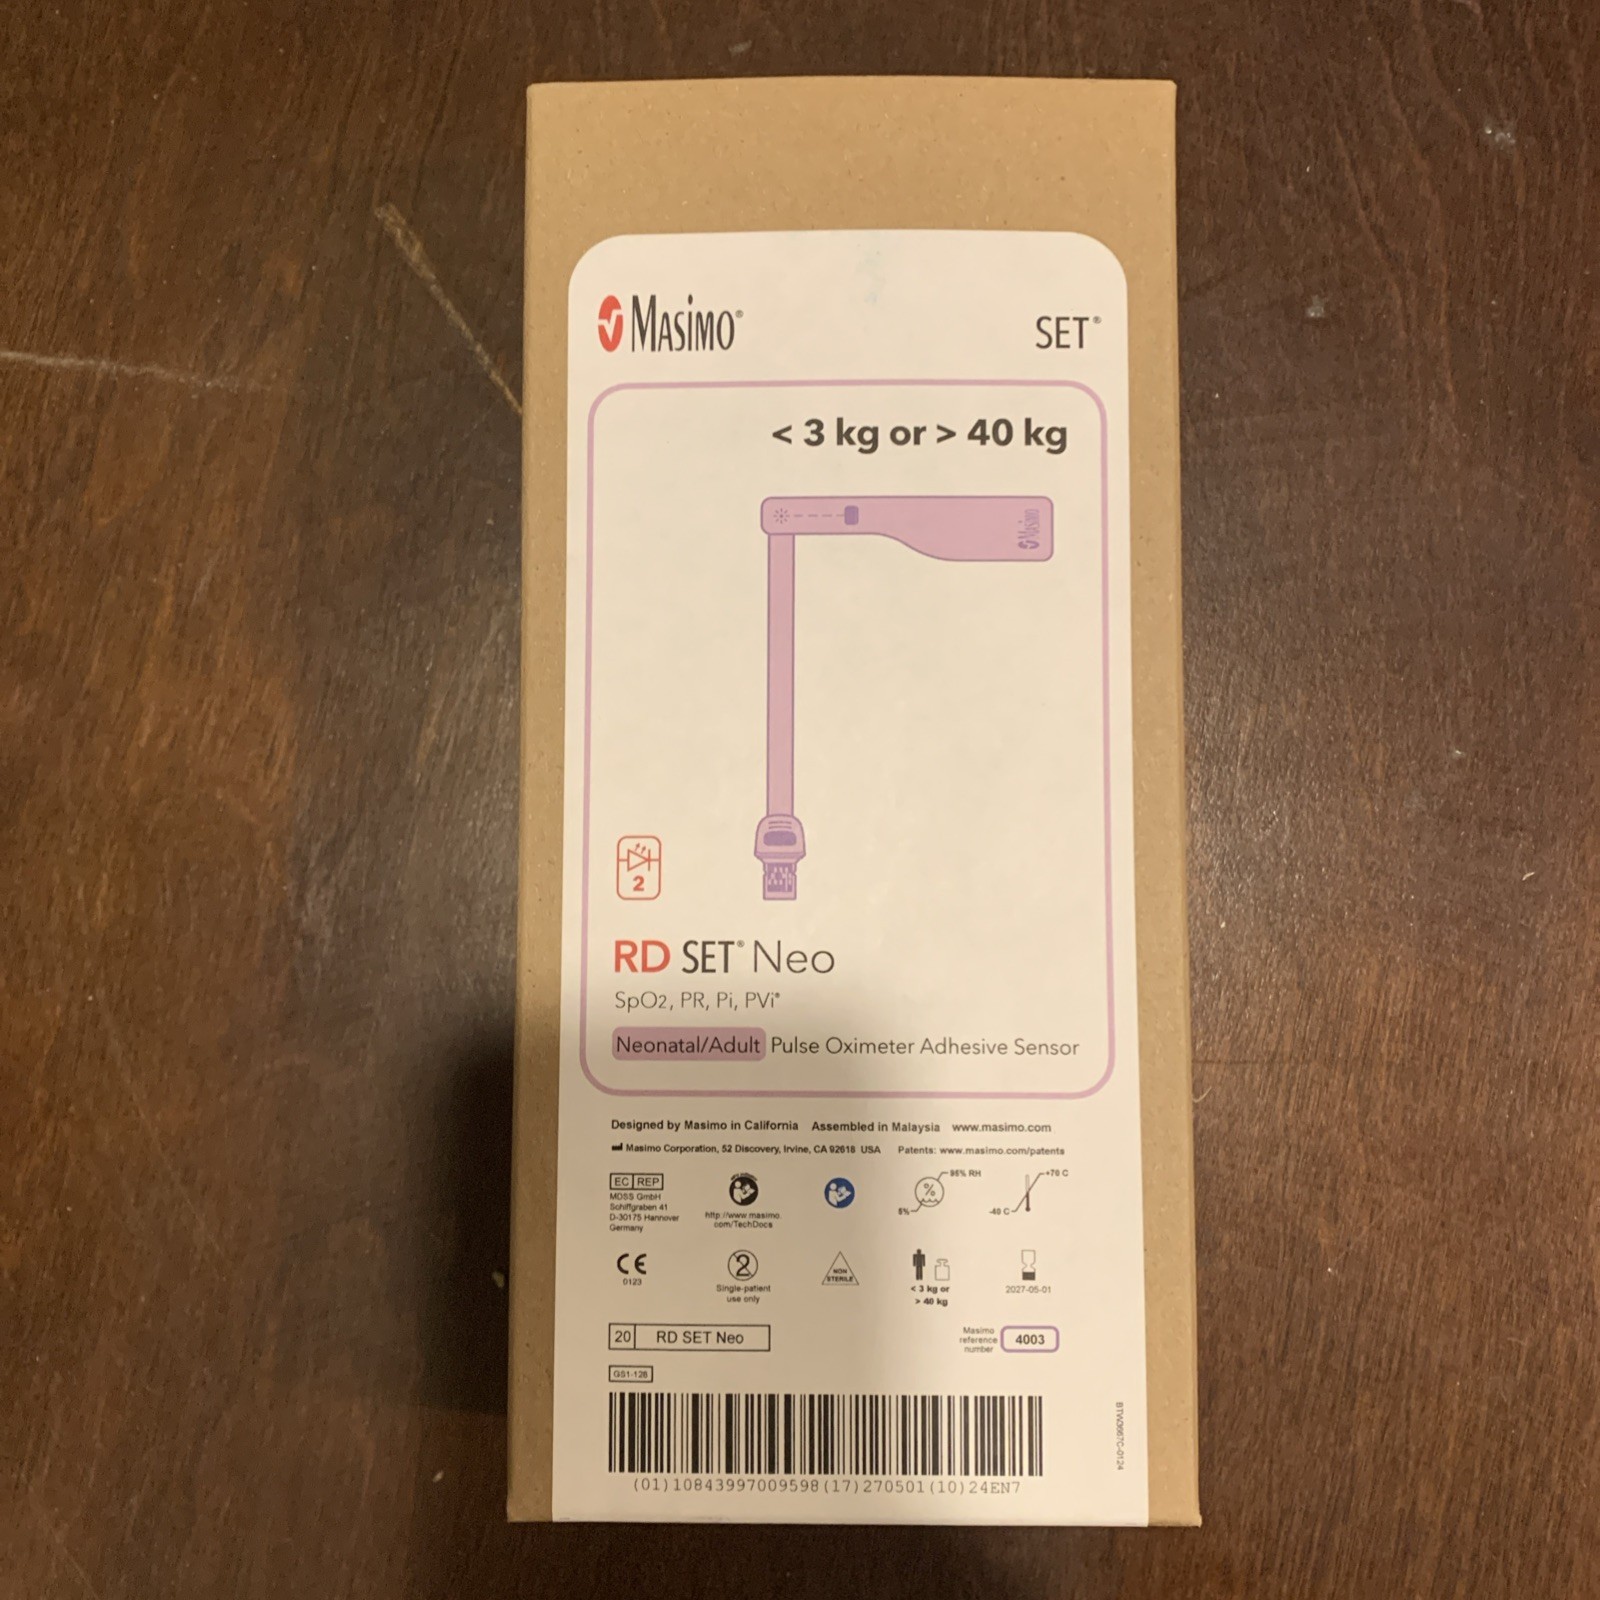 MASiMO®
SET®
< 3 kg or > 40 kg
Masimo
2
RD SET® Neo
SpO2, PR, Pi, PVi®
Neonatal/Adult Pulse Oximeter Adhesive Sensor
Designed by Masimo in California Assembled in Malaysia www.masimo.com
Masimo Corporation, 52 Discovery, Irvine, CA 92618 USA Patents: www.masimo.com/patents
EC REP
MDSS GmbH
Schiffgraben 41
D-30175 Hannover
Germany
http://www.masimo.
com/TechDocs
%
95% RH
5%
+70 C
-40 C
CE
0123
2
Single-patient
use only
NON
STERILE
< 3 kg or
> 40 kg
2027-05-01
20 RD SET Neo
Masimo
reference
number
4003
GS1-128
(01)10843997009598(17)270501(10)24EN7